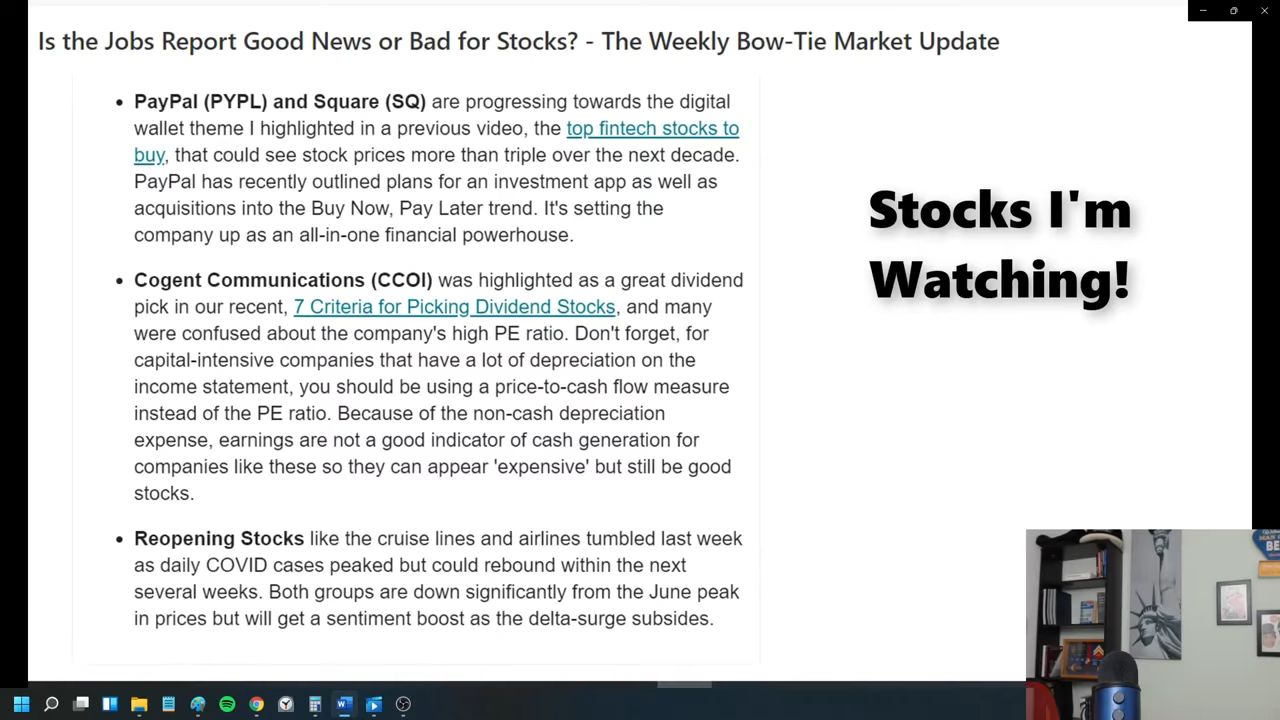 Is the Jobs Report Good News or Bad for Stocks? - The Weekly Bow-Tie Market Update
• PayPal (PYPL) and Square (SQ) are progressing towards the digital
wallet theme I highlighted in a previous video, the top fintech stocks to
buy, that could see stock prices more than triple over the next decade.
PayPal has recently outlined plans for an investment app as well as
acquisitions into the Buy Now, Pay Later trend. It's setting the
company up as an all-in-one financial powerhouse.
• Cogent Communications (CCOI) was highlighted as a great dividend
pick in our recent, 7 Criteria for Picking Dividend Stocks, and many
were confused about the company's high PE ratio. Don't forget, for
capital-intensive companies that have a lot of depreciation on the
income statement, you should be using a price-to-cash flow measure
instead of the PE ratio. Because of the non-cash depreciation
expense, earnings are not a good indicator of cash generation for
companies like these so they can appear 'expensive' but still be good
stocks.
• Reopening Stocks like the cruise lines and airlines tumbled last week
as daily COVID cases peaked but could rebound within the next
several weeks. Both groups are down significantly from the June peak
in prices but will get a sentiment boost as the delta-surge subsides.
Stocks I'm
Watching!